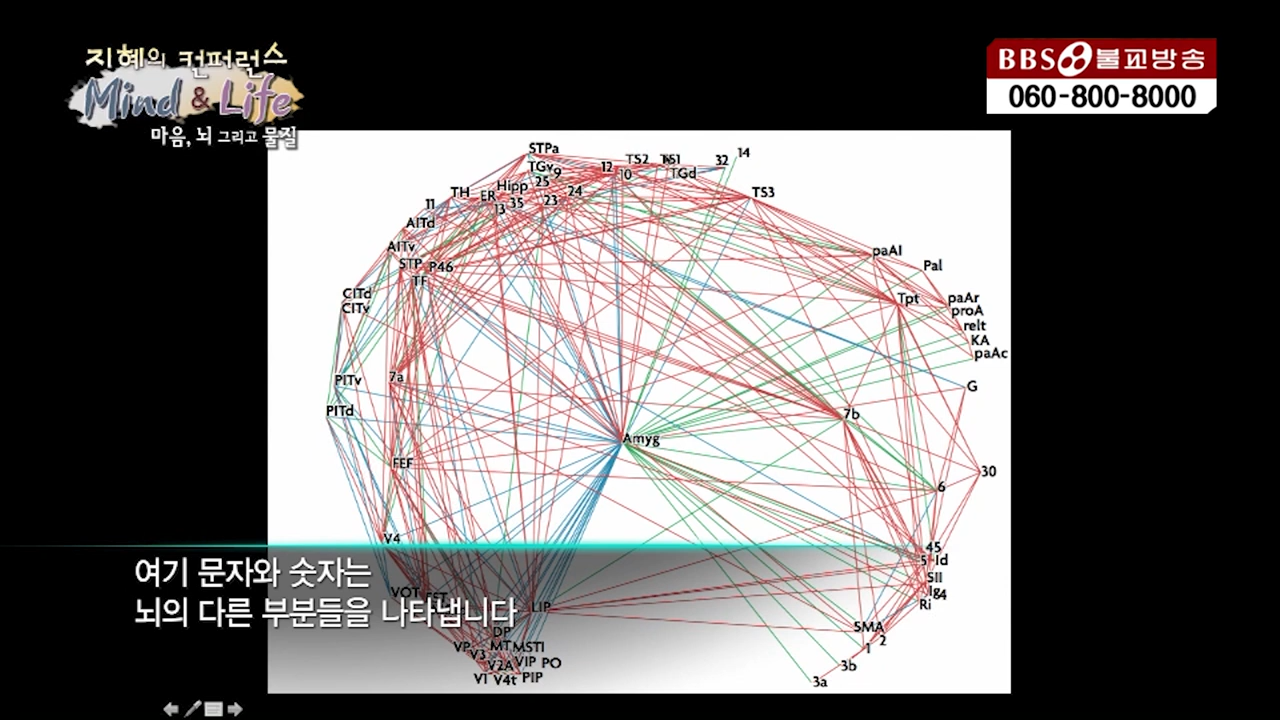 지혜의 컨퍼런스
Mind & Life
마음, 뇌 그리고 물질
BBS 불교방송
060-800-8000
STPa
TGv
9
12
10
TS2
TS1
TGd
32
14
TH
ER
Hipp
25
24
11
13
35
23
TS3
AITd
AITv
STP
P46
TF
paAI
Pal
CITd
CITv
Tpt
paAr
proA
relt
KA
paAc
PITv
7a
G
PITd
7b
Amyg
FEF
30
6
V4
45
5
Id
SII
Ig
4
Ri
VOT
LIP
SMA
2
1
DP
VP
V3
MT
MSTl
V2A
VIP
PO
3b
V1
V4t
PIP
3a
여기 문자와 숫자는
뇌의 다른 부분들을 나타냅니다